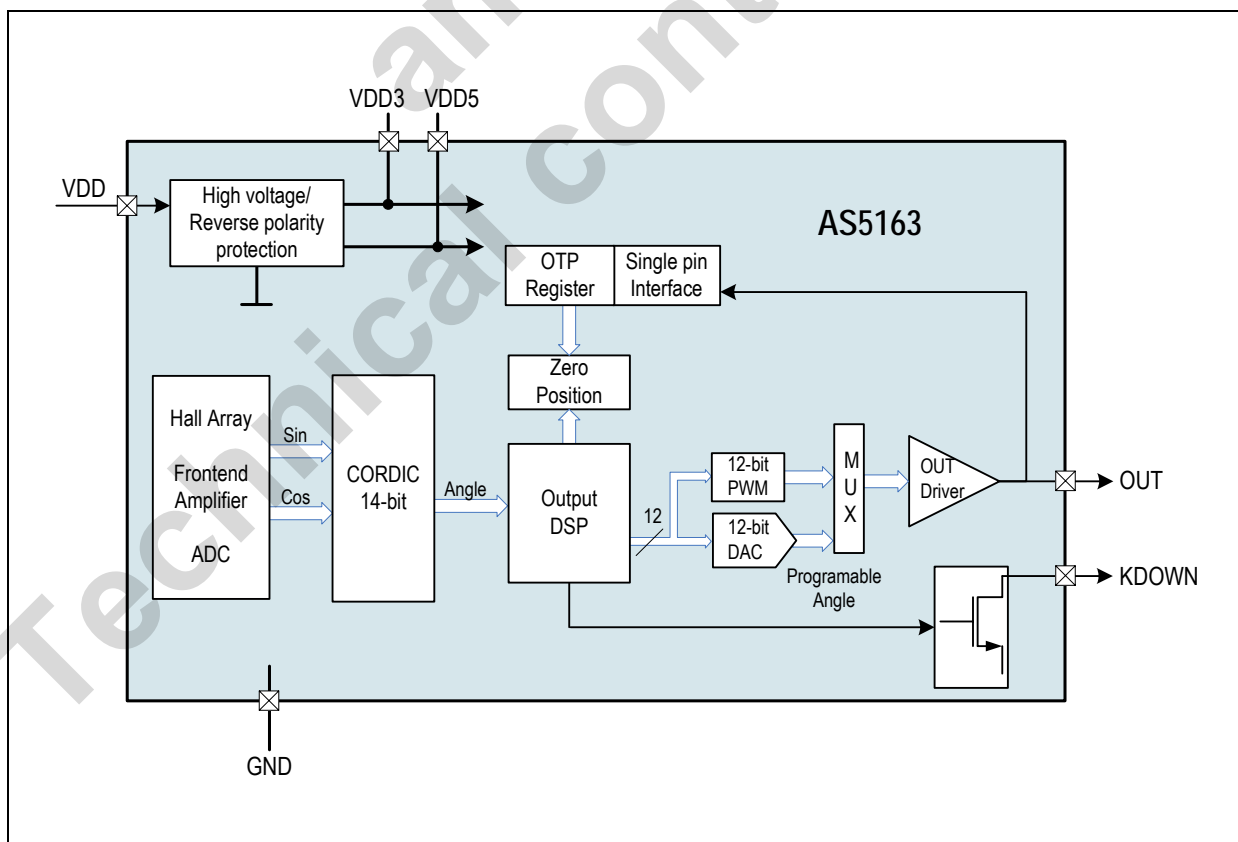 VDD3
VDD5
VDD
High voltage/
Reverse polarity
protection
AS5163
OTP
Register
Single pin
Interface
Zero
Position
Hall Array
Frontend
Amplifier
ADC
Sin
Cos
CORDIC
14-bit
Angle
Output
DSP
12
12-bit
PWM
12-bit
DAC
M
U
X
OUT
Driver
OUT
Programable
Angle
KDOWN
GND
Technical cont